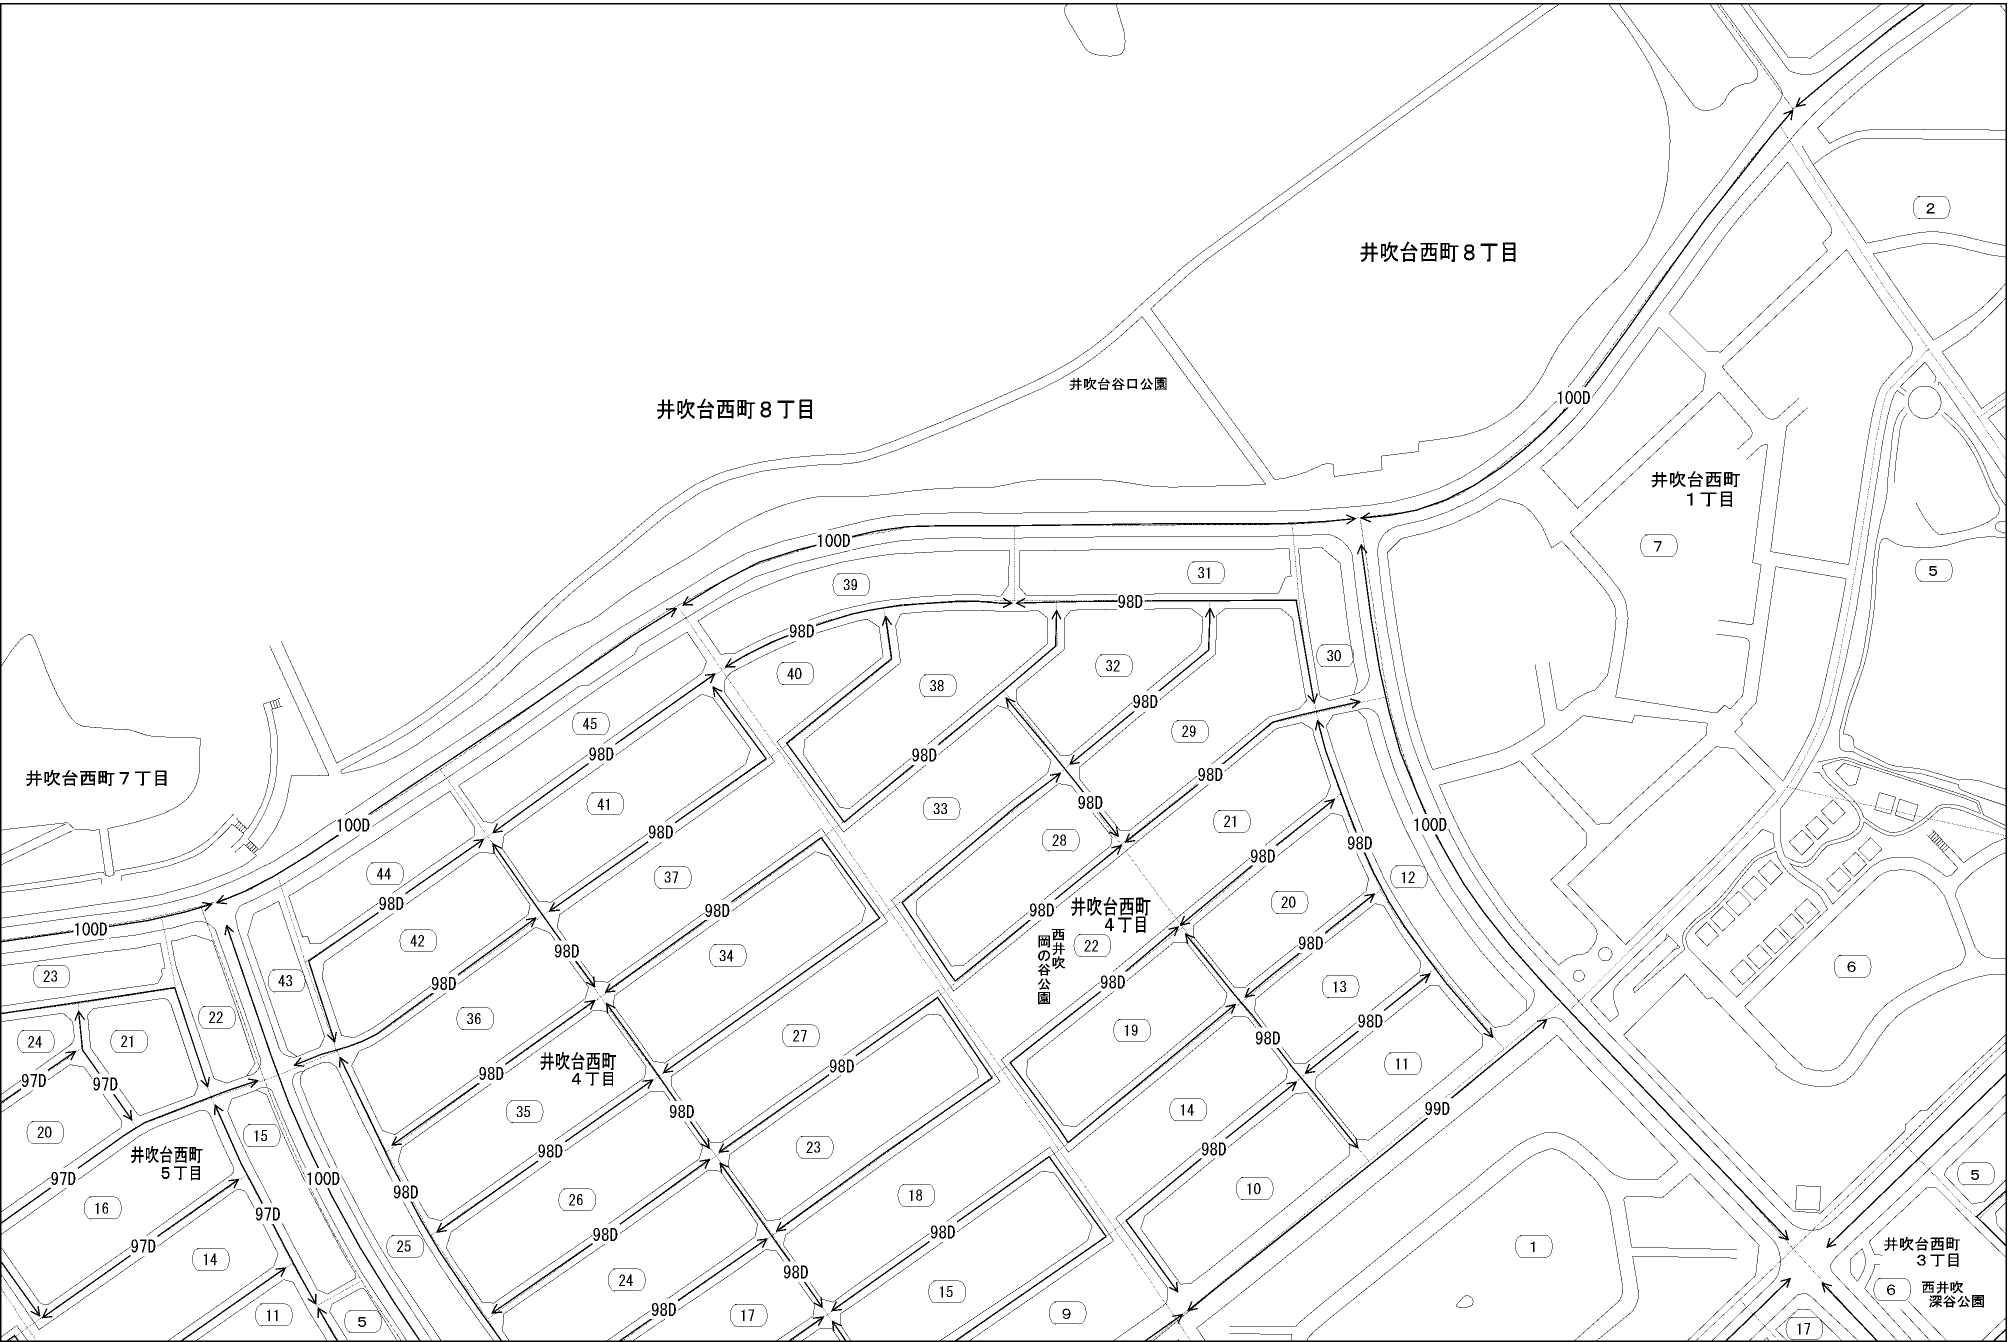 2
井吹台西町８丁目
井吹台谷口公園
100D
井吹台西町８丁目
井吹台西町
１丁目
100D
7
5
31
39
98D
98D
30
32
40
38
98D
45
29
98D
98D
98D
井吹台西町７丁目
41
33
98D
21
100D
100D
98D
28
98D
98D
44
37
12
98D
98D
98D
20
井吹台西町
４丁目
100D
42
98D
34
22
98D
西井吹
岡の谷公園
6
23
43
98D
98D
13
22
36
98D
19
98D
24
21
27
98D
11
井吹台西町
４丁目
98D
98D
97D
97D
35
98D
14
99D
20
15
98D
23
98D
井吹台西町
５丁目
97D
100D
98D
26
18
10
5
16
97D
98D
98D
97D
14
25
98D
1
井吹台西町
３丁目
24
15
6
西井吹
深谷公園
11
5
98D
17
9
17